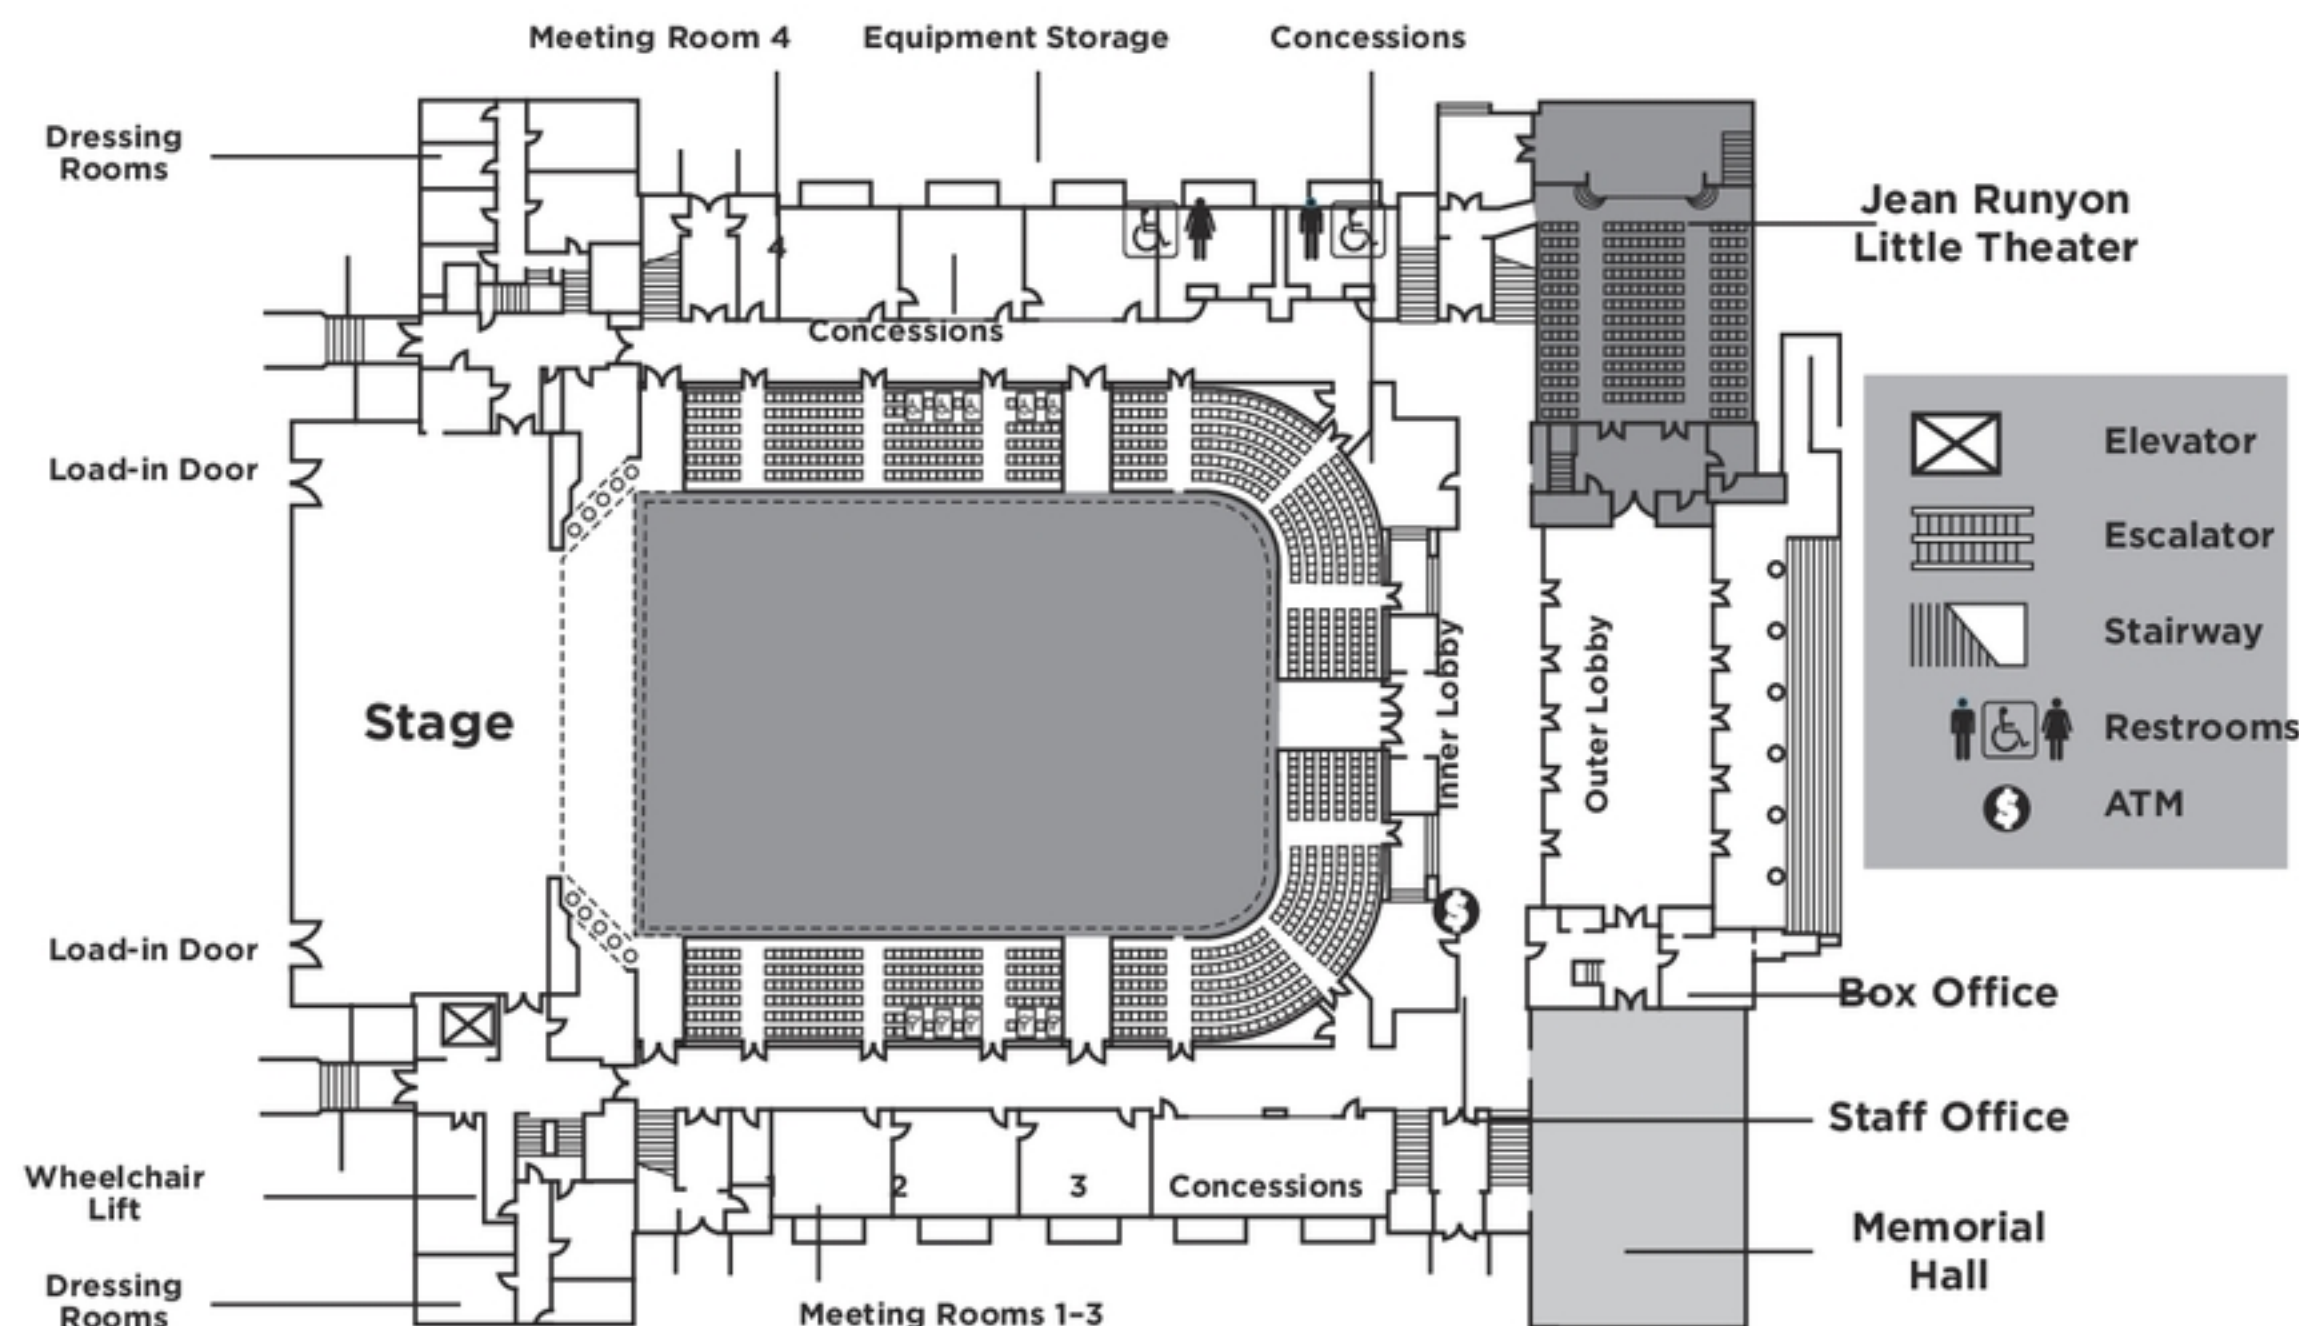 Meeting Room 4
Equipment Storage
Concessions
Dressing
Rooms
Jean Runyon
Little Theater
4
Concessions
Load-in Door
Elevator
Escalator
Stairway
Restrooms
$ ATM
Stage
Inner Lobby
Outer Lobby
$
Load-in Door
Box Office
Staff Office
Wheelchair
Lift
1
2
3
Concessions
Memorial
Hall
Dressing
Rooms
Meeting Rooms 1-3